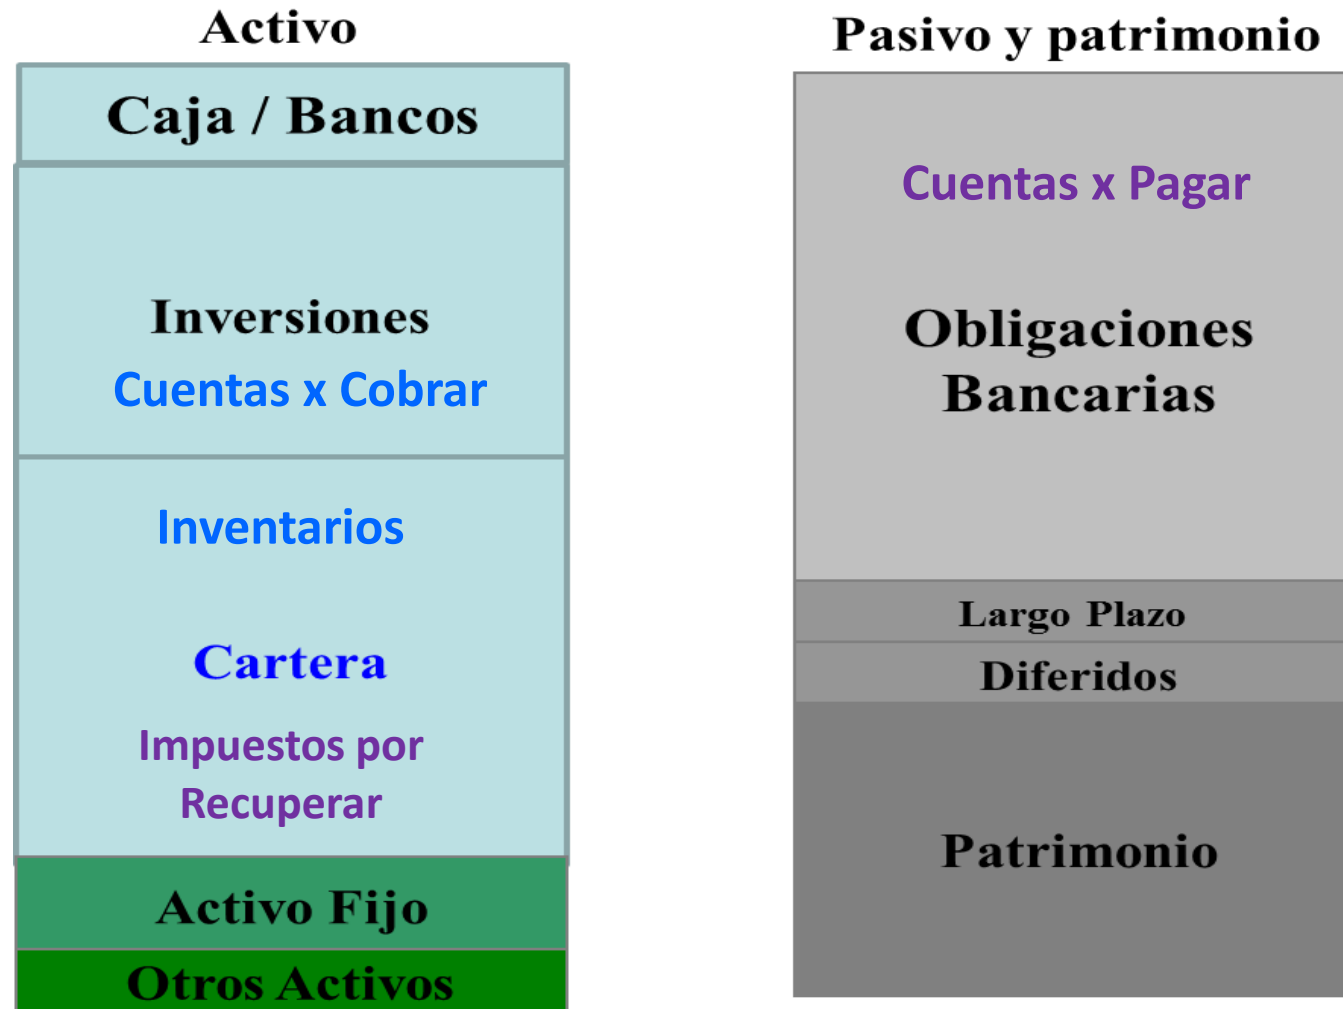 Activo
Caja / Bancos
Inversiones
Cuentas x Cobrar
Inventarios
Cartera
Impuestos por
Recuperar
Activo Fijo
Otros Activos
Pasivo y patrimonio
Cuentas x Pagar
Obligaciones
Bancarias
Largo Plazo
Diferidos
Patrimonio